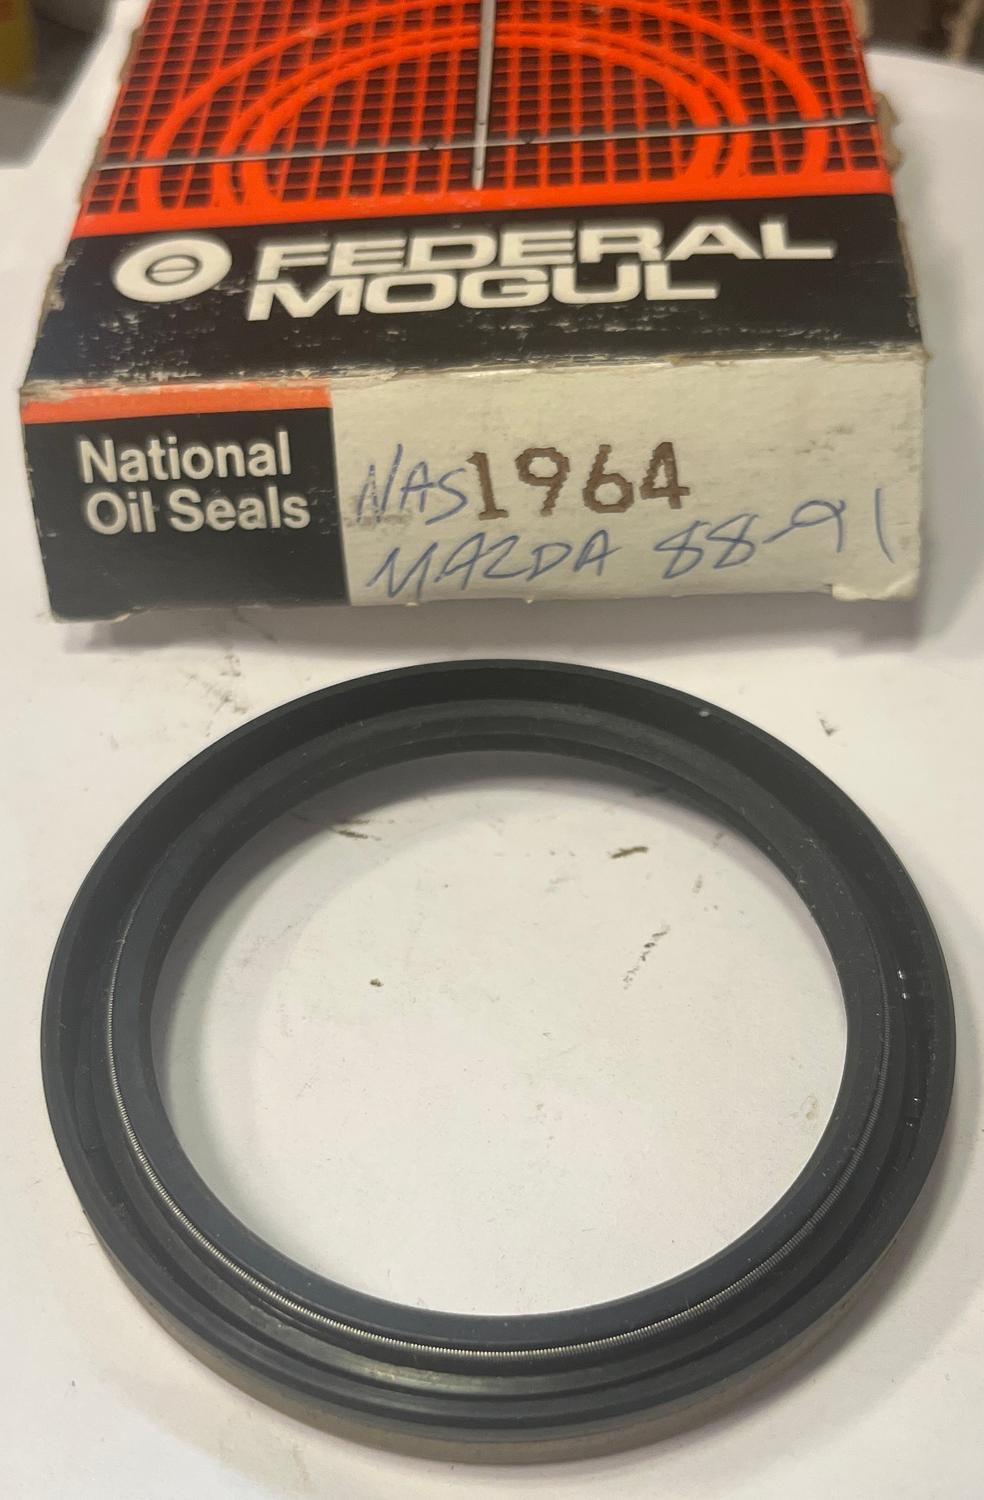 FEDERAL
MOGUL
National
Oil Seals
NAS1964
MAZDA 88-91